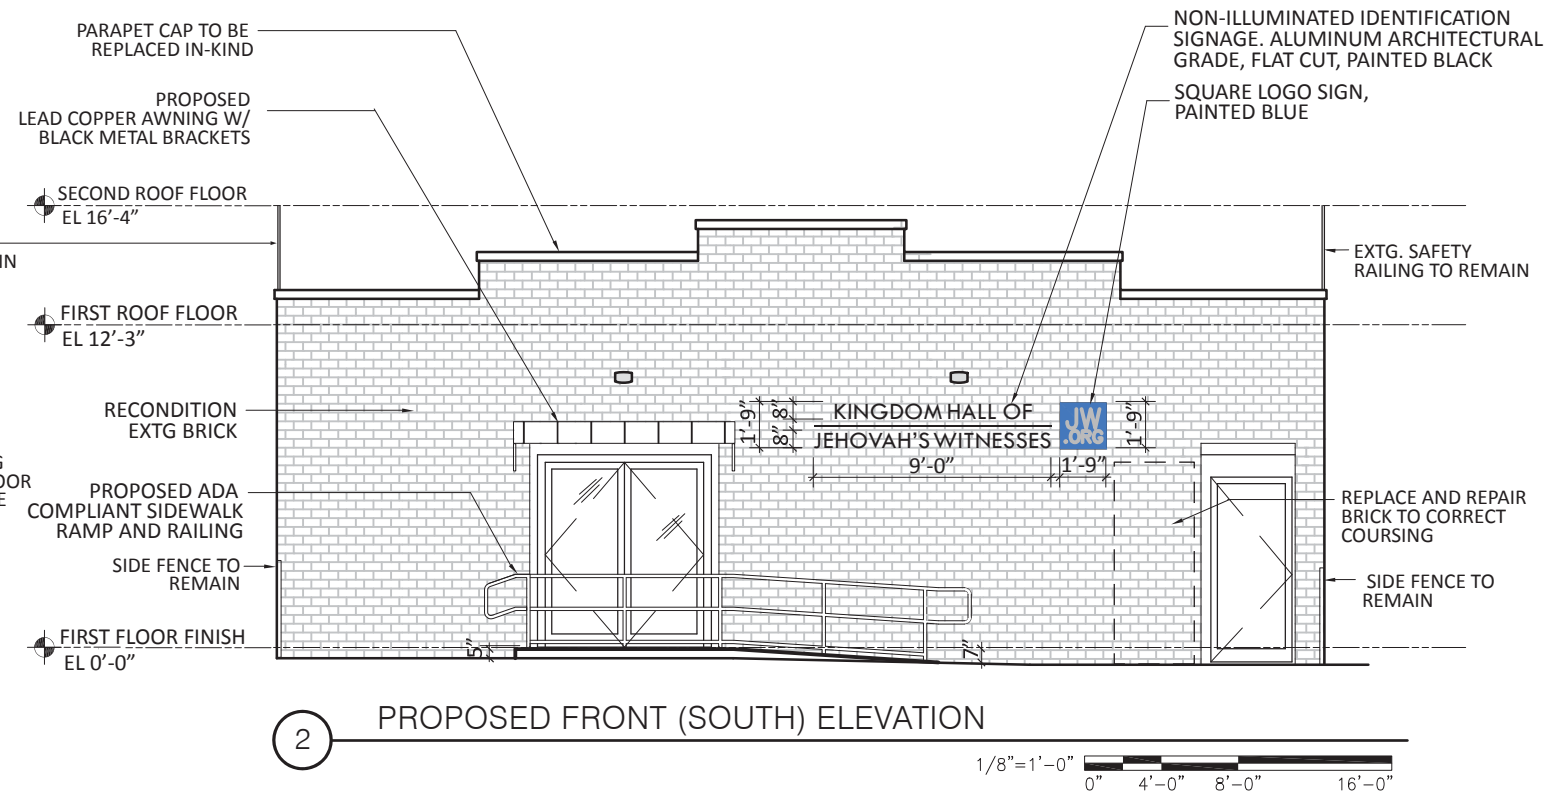 PARAPET CAP TO BE
REPLACED IN-KIND
PROPOSED
LEAD COPPER AWNING W/
BLACK METAL BRACKETS
SECOND ROOF FLOOR
EL 16'-4"
IN
FIRST ROOF FLOOR
EL 12'-3"
RECONDITION
EXTG BRICK
OOR
E
PROPOSED ADA
COMPLIANT SIDEWALK
RAMP AND RAILING
SIDE FENCE TO
REMAIN
FIRST FLOOR FINISH
EL 0'-0"
NON-ILLUMINATED IDENTIFICATION
SIGNAGE. ALUMINUM ARCHITECTURAL
GRADE, FLAT CUT, PAINTED BLACK
SQUARE LOGO SIGN,
PAINTED BLUE
EXTG. SAFETY
RAILING TO REMAIN
1'-9"
8"
8"
KINGDOM HALL OF
JEHOVAH'S WITNESSES
JW
.ORG
1'-9"
9'-0"
1'-9"
REPLACE AND REPAIR
BRICK TO CORRECT
COURSING
SIDE FENCE TO
REMAIN
5"
7"
2
PROPOSED FRONT (SOUTH) ELEVATION
1/8"=1'-0"
0" 4'-0" 8'-0" 16'-0"